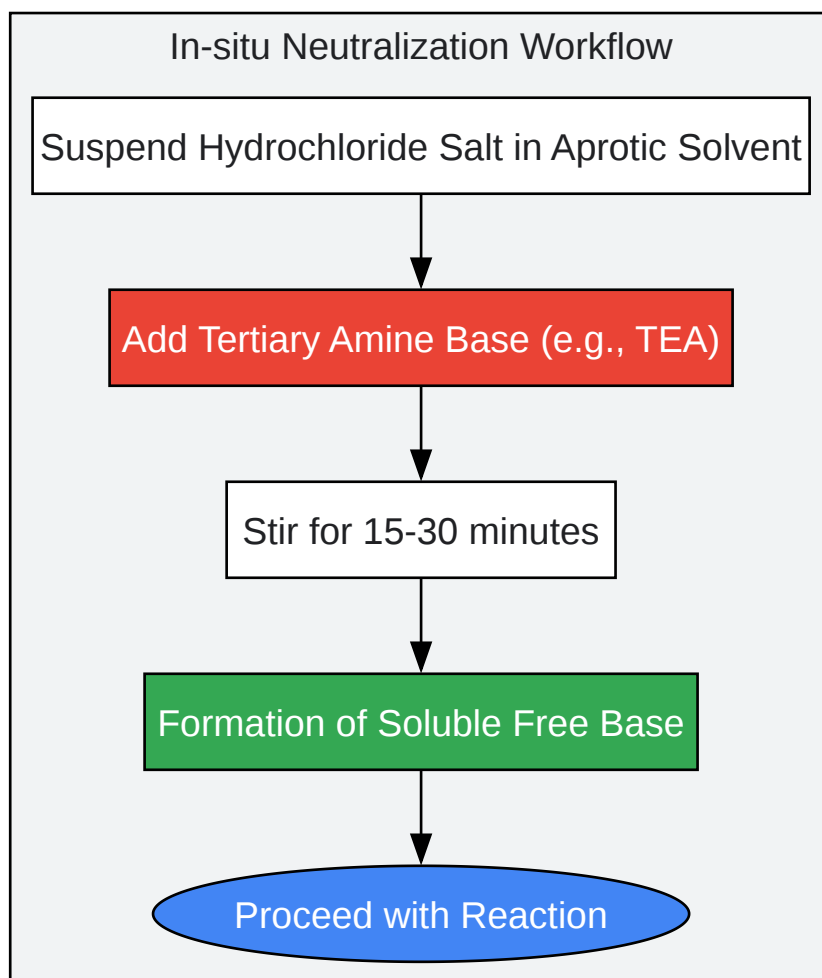 In-situ Neutralization Workflow
Suspend Hydrochloride Salt in Aprotic Solvent
Add Tertiary Amine Base (e.g., TEA)
Stir for 15-30 minutes
Formation of Soluble Free Base
Proceed with Reaction